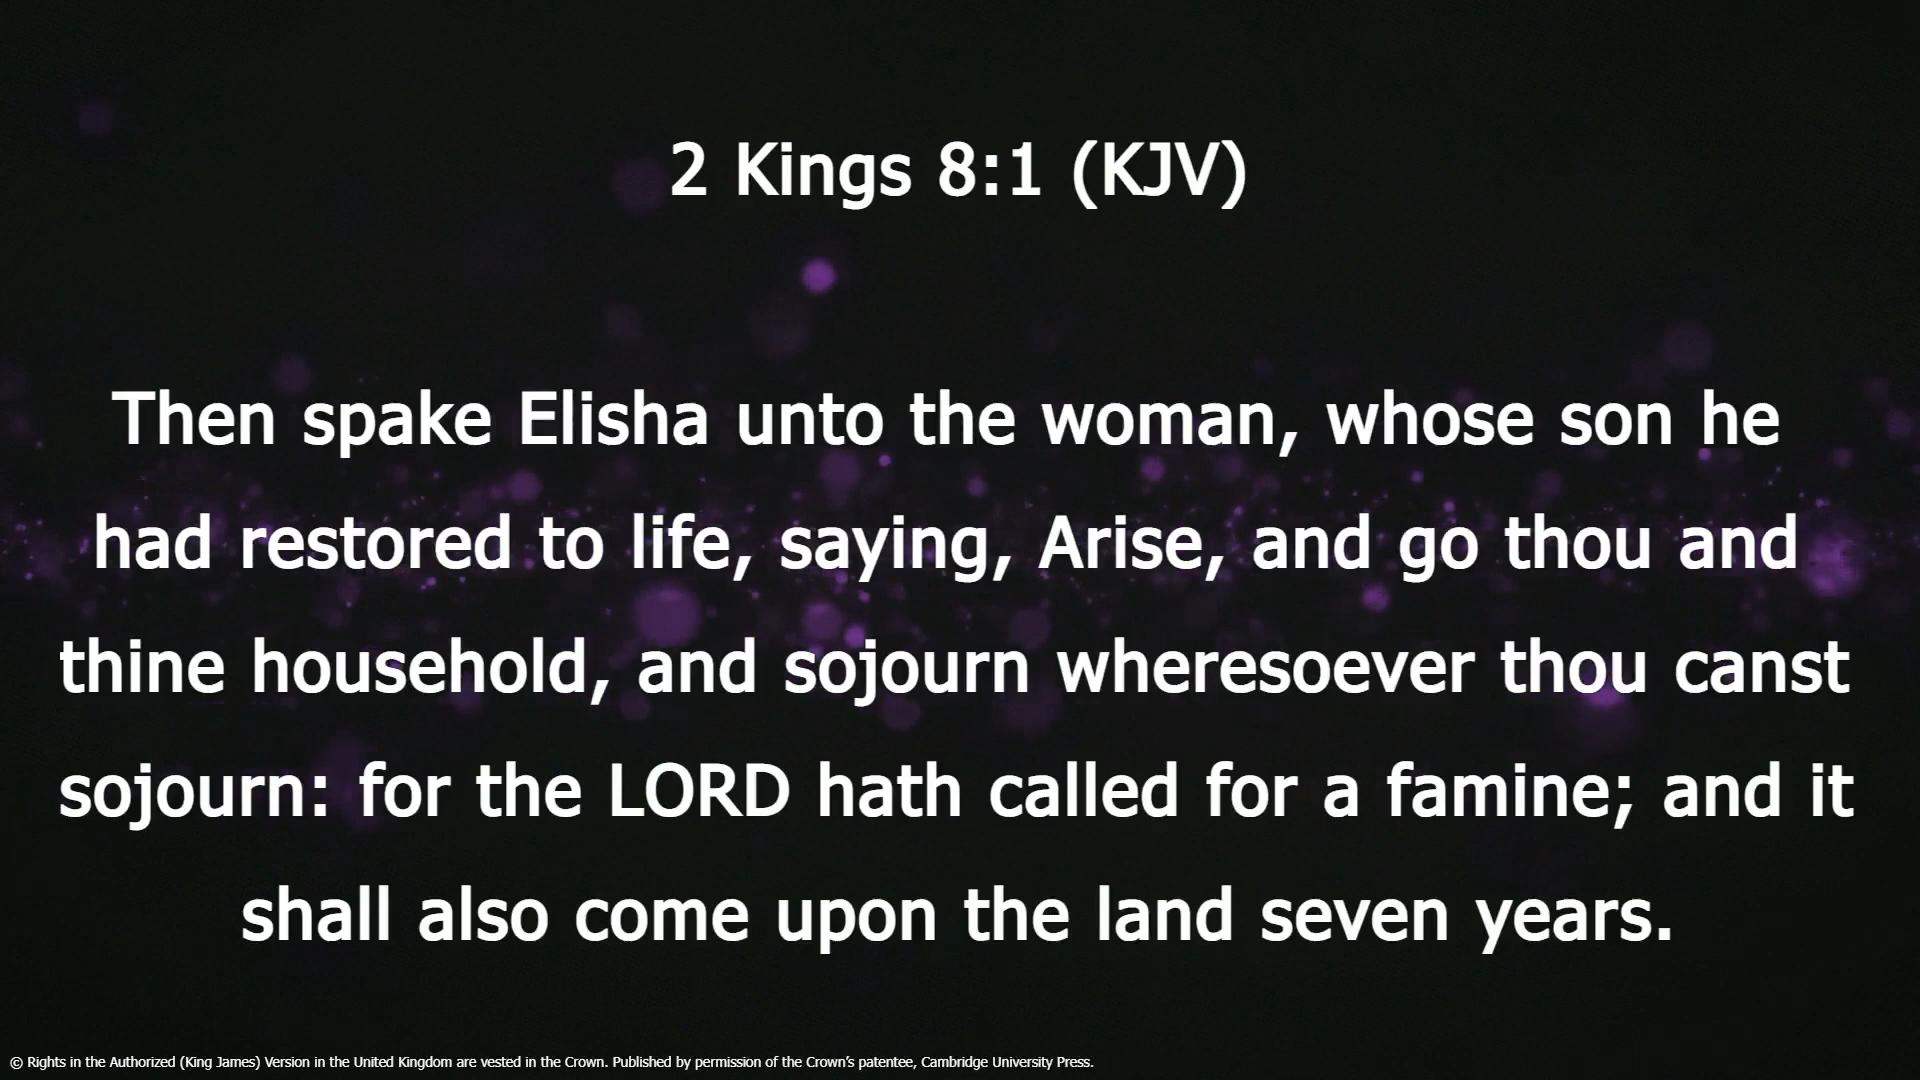 2 Kings 8:1 (KJV)
Then spake Elisha unto the woman, whose son he
had restored to life, saying, Arise, and go thou and
thine household, and sojourn wheresoever thou canst
sojourn: for the LORD hath called for a famine; and it
shall also come upon the land seven years.
© Rights in the Authorized (King James) Version in the United Kingdom are vested in the Crown. Published by permission of the Crown’s patentee, Cambridge University Press.